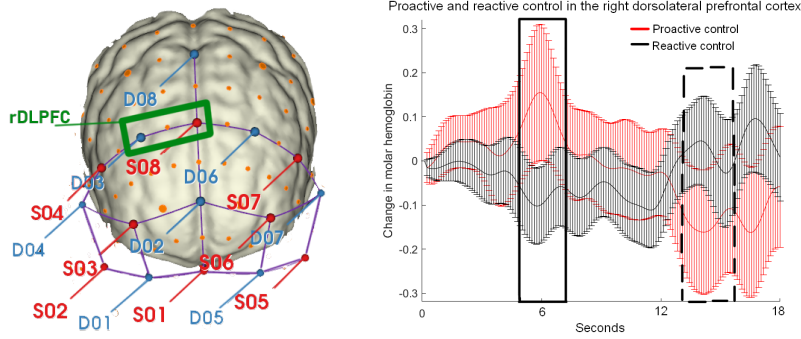 D08
rDLPFC
D03
S08
D06
S04
S07
D04
D02
D07
S03
S06
S02
S01
S05
D01
D05
Proactive and reactive control in the right dorsolateral prefrontal cortex
Proactive control
Reactive control
Change in molar hemoglobin
0.3
0.2
0.1
0
-0.1
-0.2
-0.3
0
6
12
18
Seconds